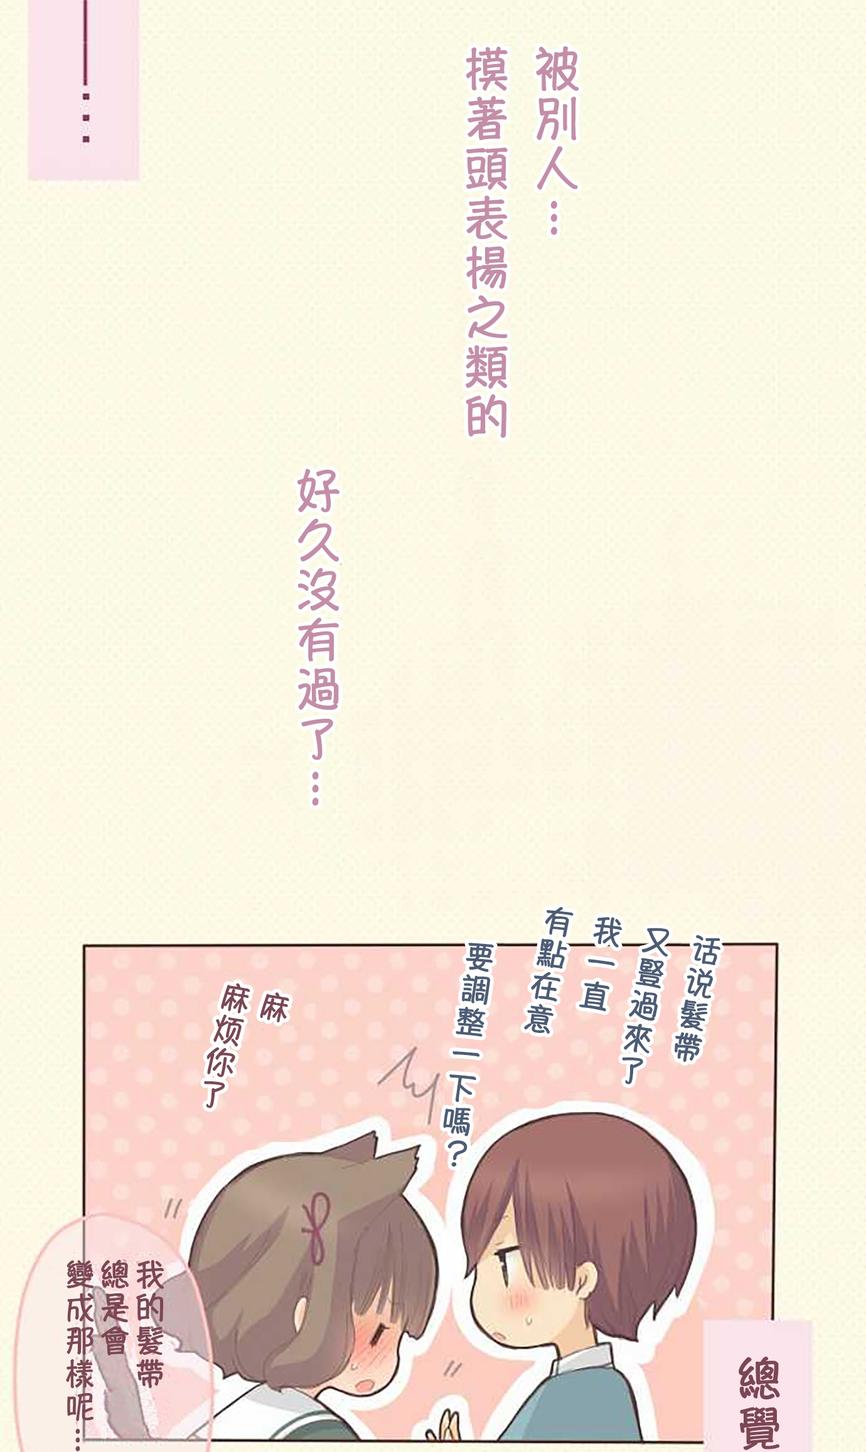 ──…
被別人…
摸著頭表揚之類的
好久沒有過了…
话说髮帶
又豎過來了
我一直
有點在意
要調整一下嗎？
麻
麻烦你了
我的髮帶
總是會
變成那樣呢…
總覺